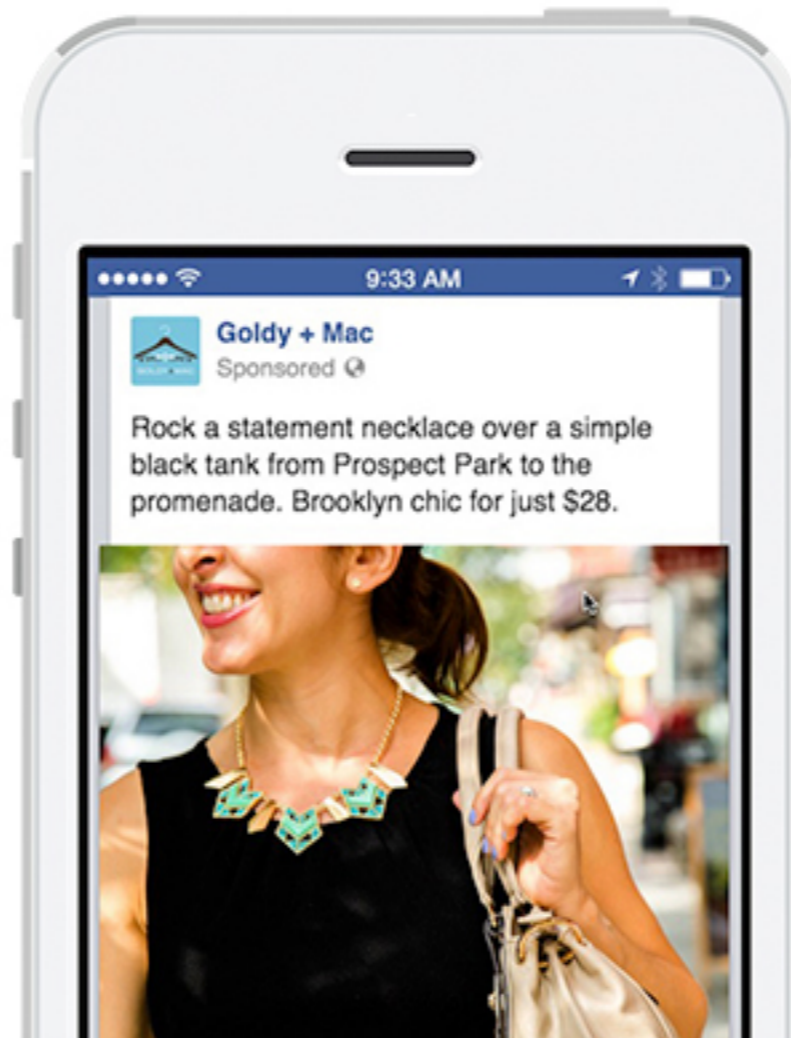 9:33 AM
Goldy + Mac
Sponsored
Rock a statement necklace over a simple
black tank from Prospect Park to the
promenade. Brooklyn chic for just $28.